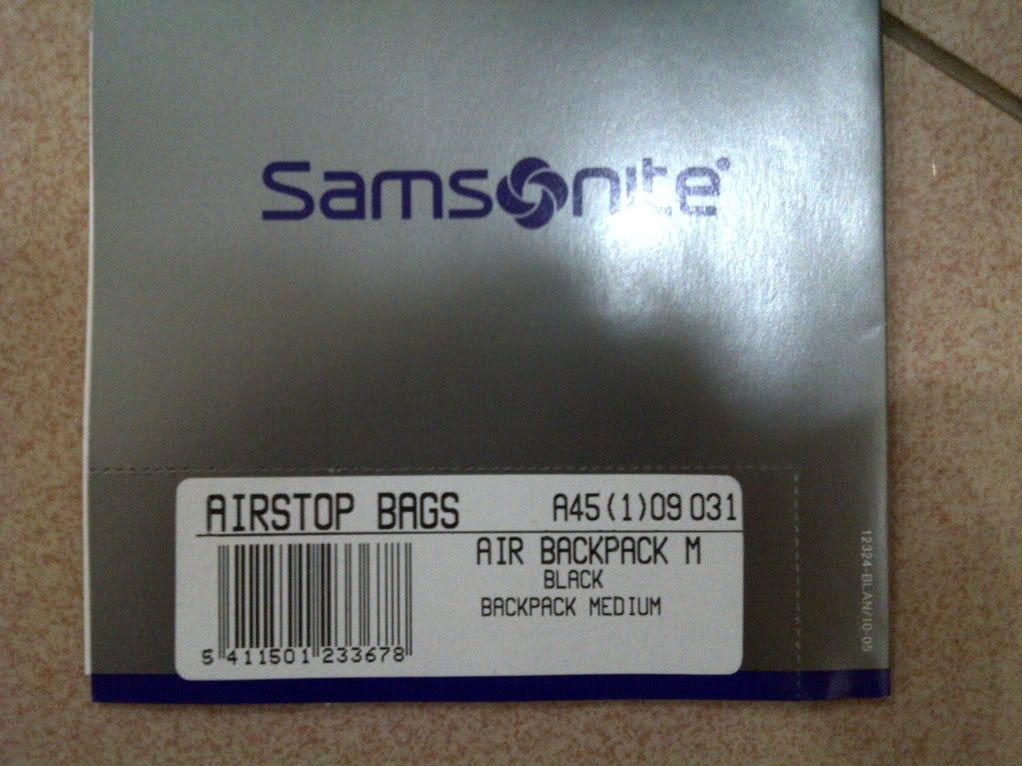 Samsonite®
AIRSTOP BAGS A45(1)09 031
AIR BACKPACK M
BLACK
BACKPACK MEDIUM
5 411501 233678
12324-BLAN/10-05